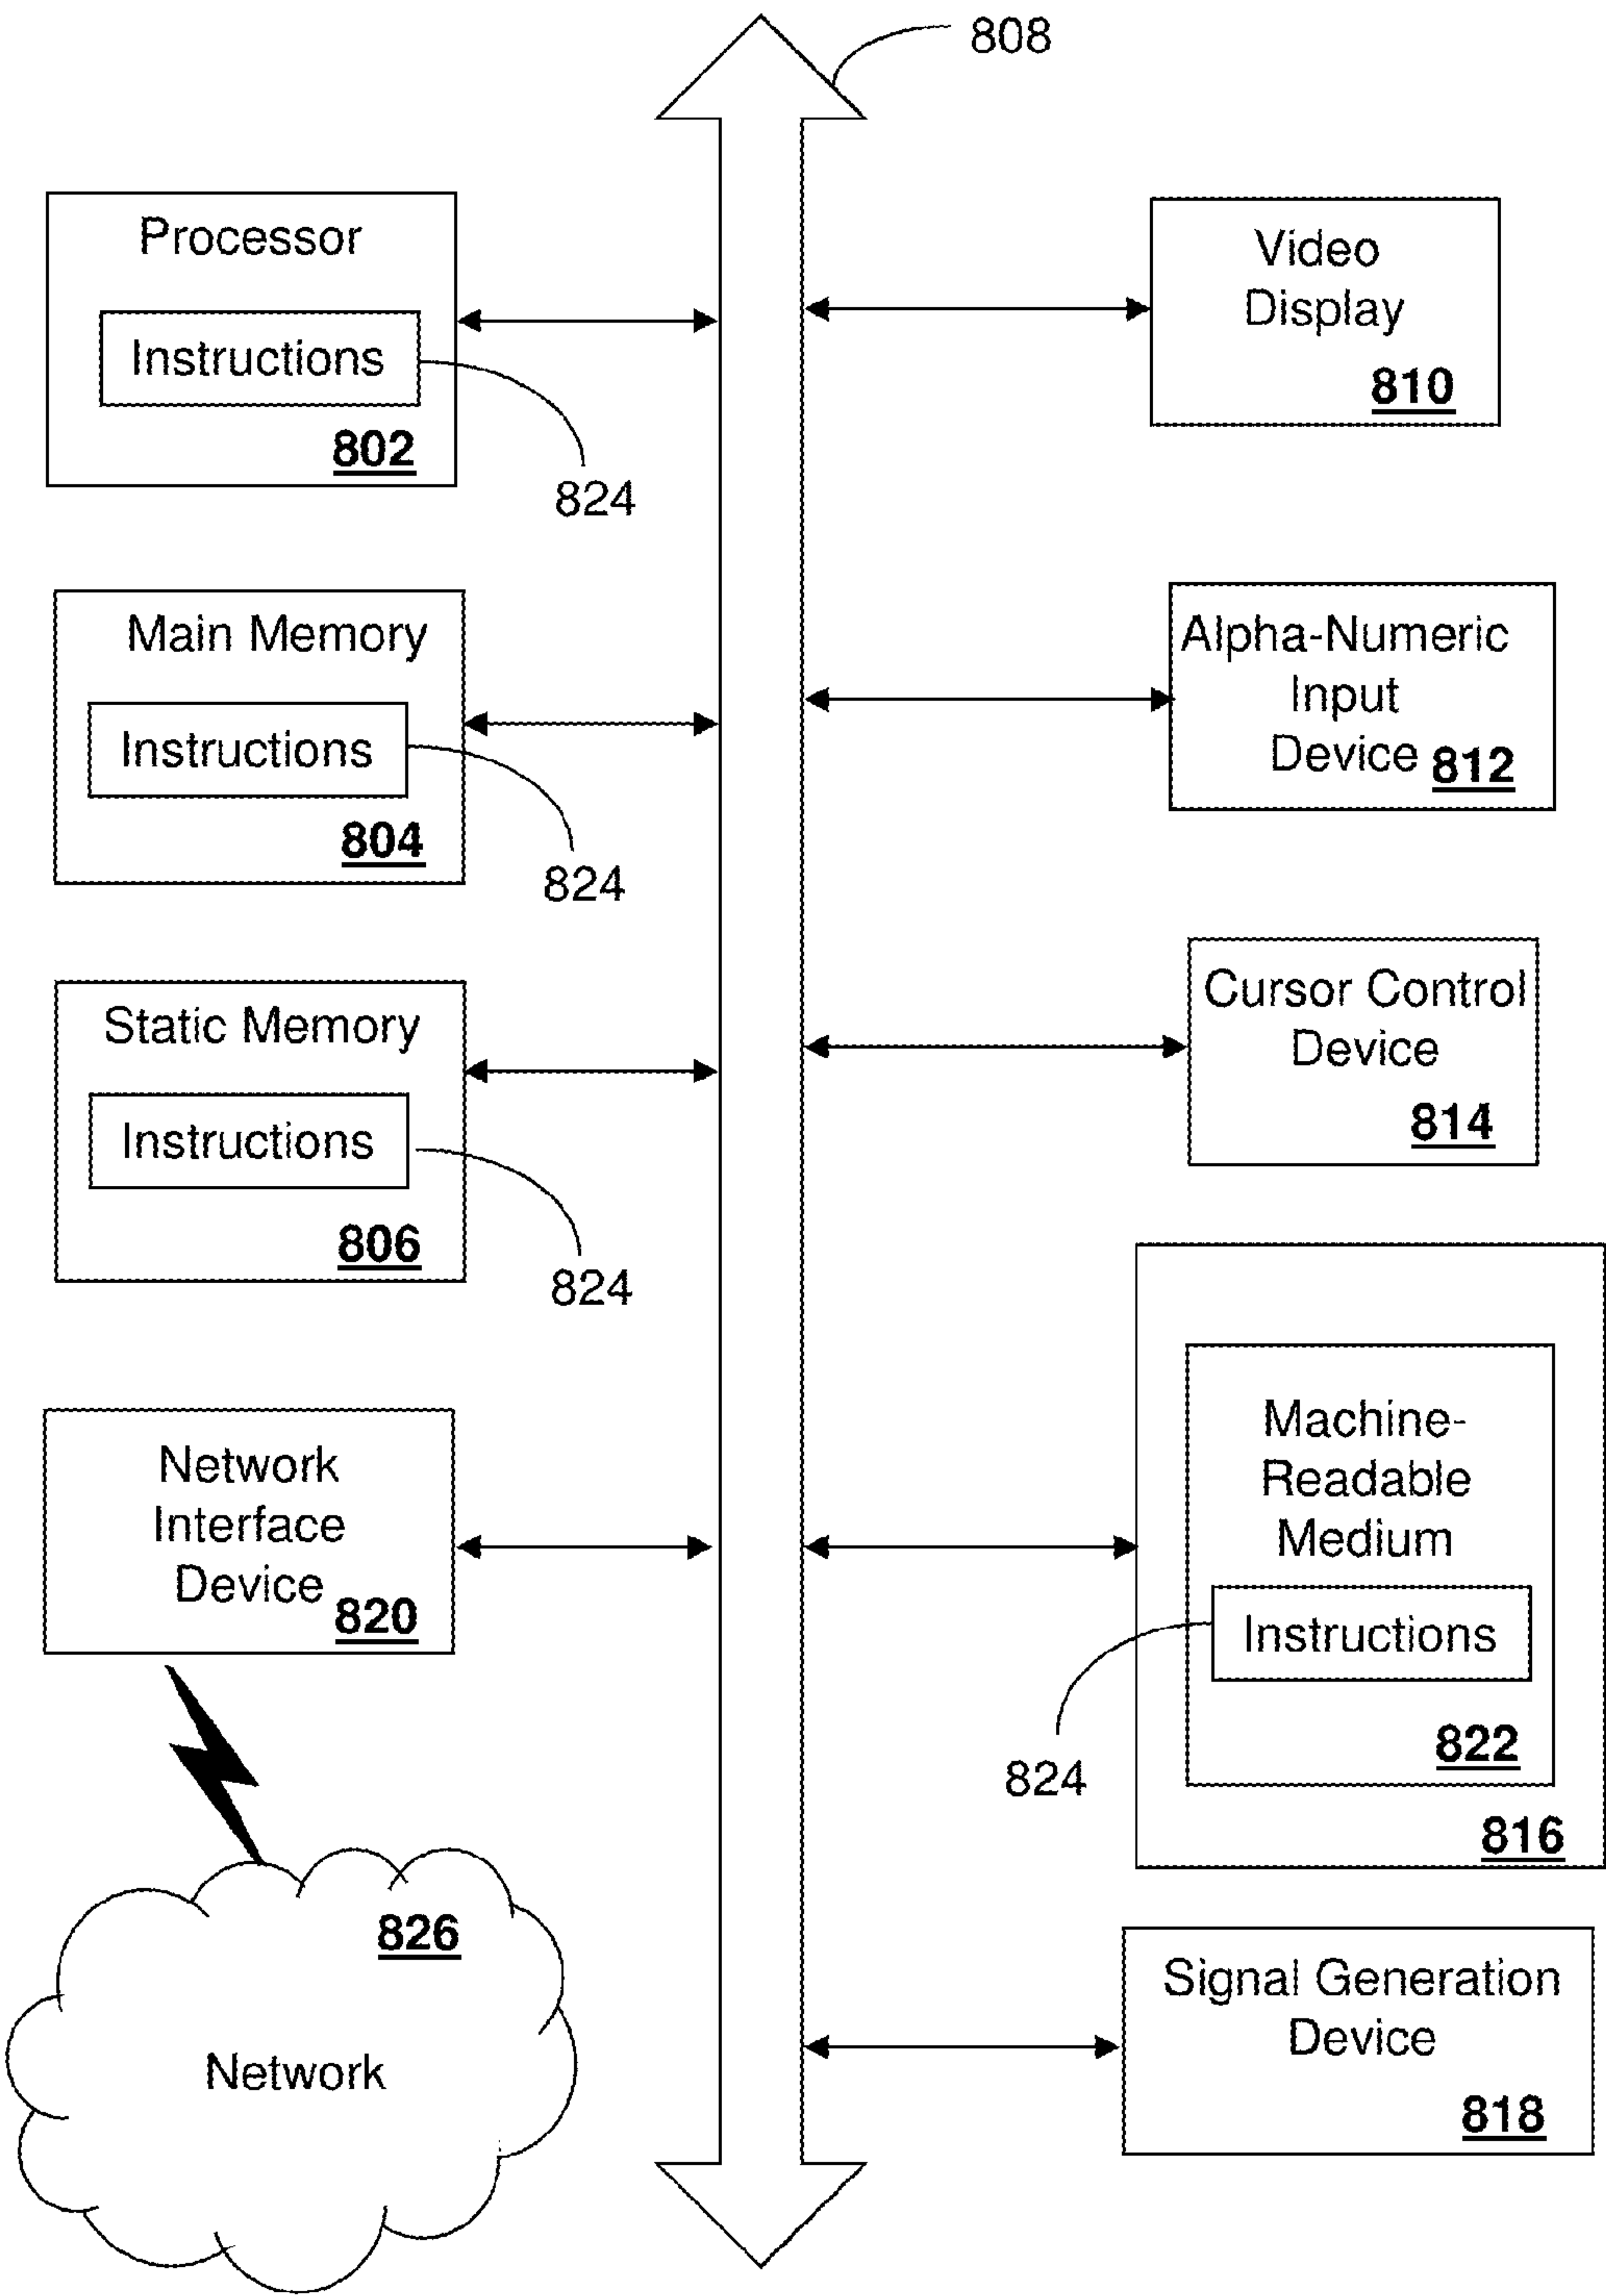 808
Processor
Instructions
802
824
Main Memory
Instructions
804
824
Static Memory
Instructions
806
824
Network
Interface
Device
820
826
Network
Video
Display
810
Alpha-Numeric
Input
Device
812
Cursor Control
Device
814
Machine-
Readable
Medium
Instructions
824
822
816
Signal Generation
Device
818